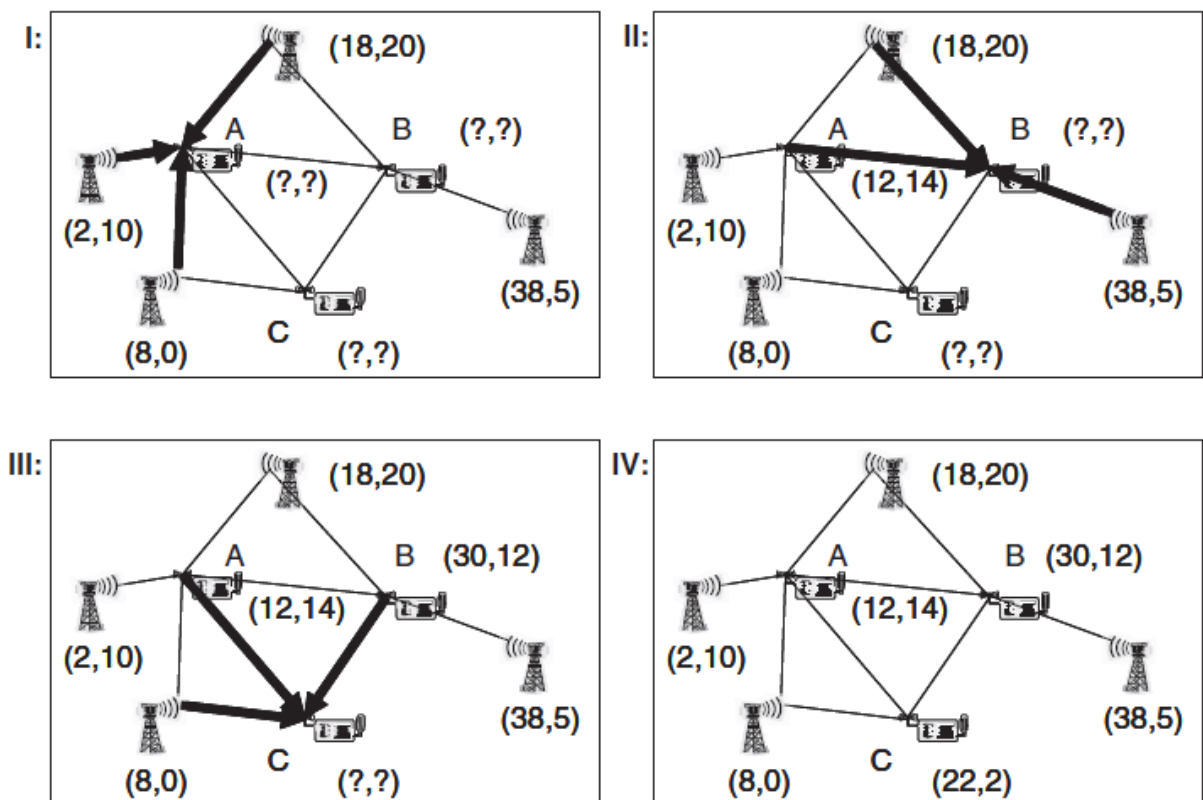 I:
(18,20)
A
B
(?,?)
(?,?)
(2,10)
(38,5)
(8,0)
C
(?,?)
II:
(18,20)
A
B
(?,?)
(12,14)
(2,10)
(38,5)
(8,0)
C
(?,?)
III:
(18,20)
A
B
(30,12)
(12,14)
(2,10)
(38,5)
(8,0)
C
(?,?)
IV:
(18,20)
A
B
(30,12)
(12,14)
(2,10)
(38,5)
(8,0)
C
(22,2)